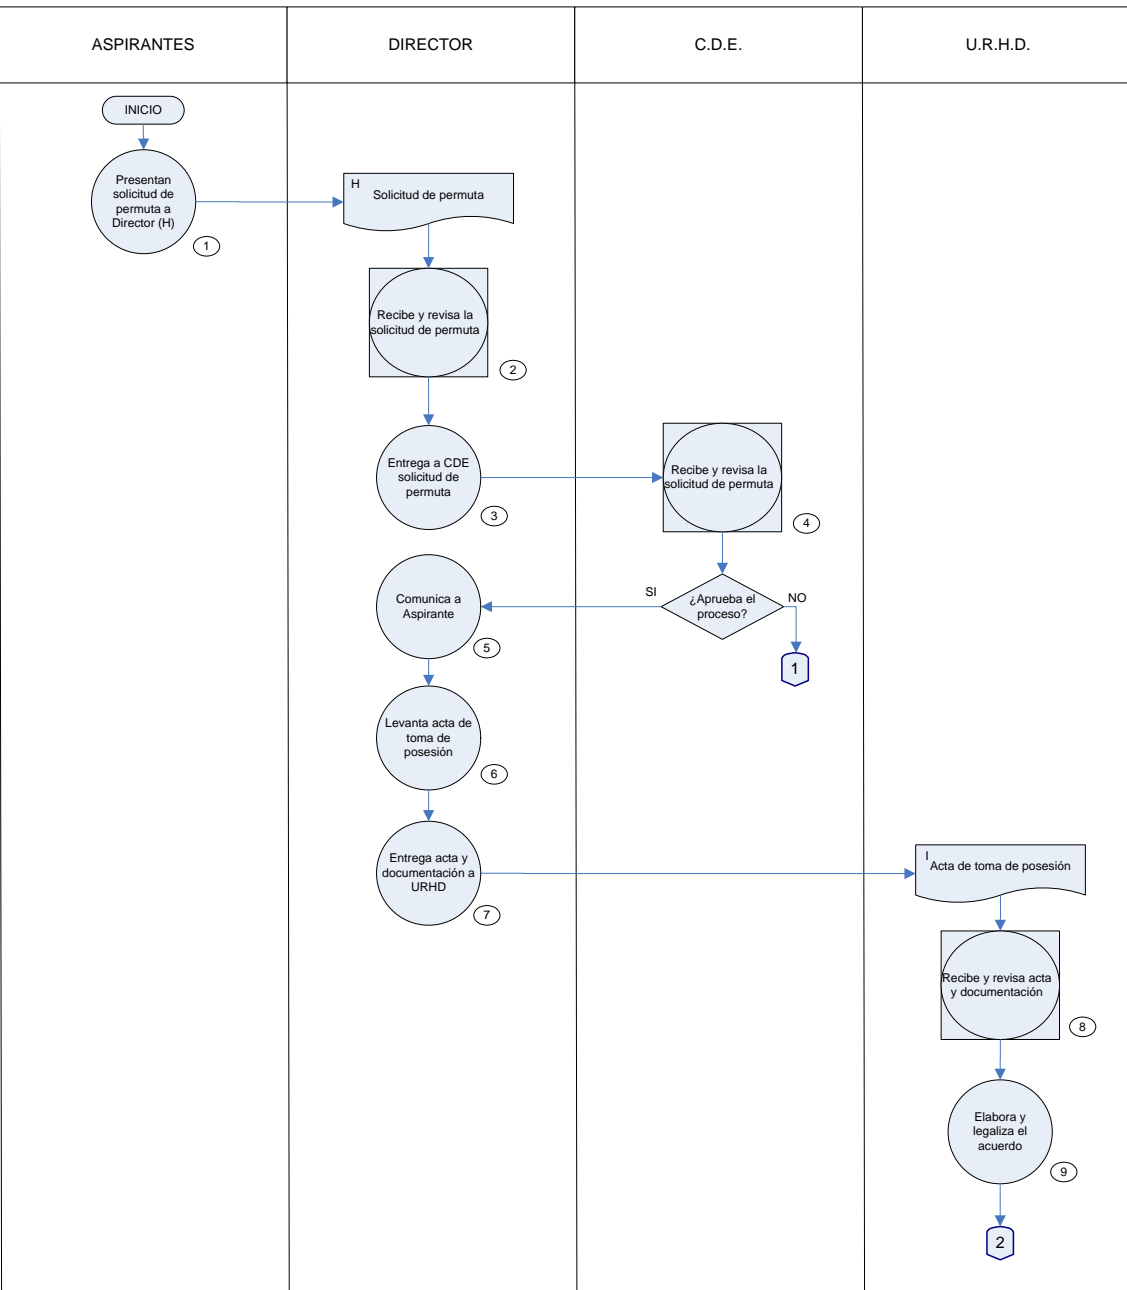 ASPIRANTES
DIRECTOR
C.D.E.
U.R.H.D.
INICIO
Presentan
solicitud de
permuta a
Director (H)
1
H
Solicitud de permuta
Recibe y revisa la
solicitud de permuta
2
Entrega a CDE
solicitud de
permuta
3
Recibe y revisa la
solicitud de permuta
4
¿Aprueba el
proceso?
SI
NO
1
Comunica a
Aspirante
5
Levanta acta de
toma de
posesión
6
Entrega acta y
documentación a
URHD
7
I
Acta de toma de posesión
Recibe y revisa acta
y documentación
8
Elabora y
legaliza el
acuerdo
9
2